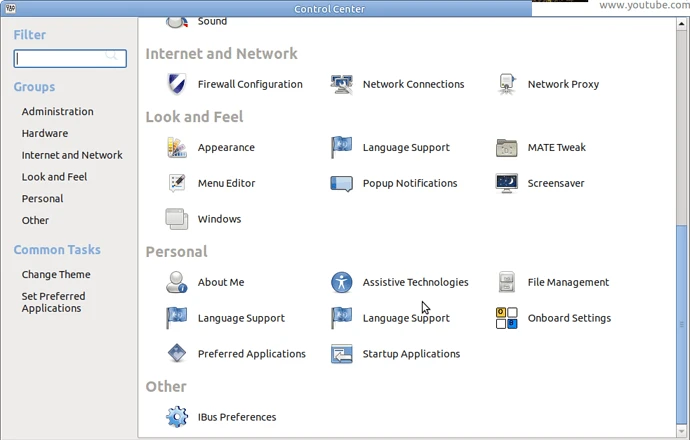 www.youtube.com
Control Center
Filter
Groups
Administration
Hardware
Internet and Network
Look and Feel
Personal
Other
Common Tasks
Change Theme
Set Preferred
Applications
Sound
Internet and Network
Firewall Configuration
Network Connections
Network Proxy
Look and Feel
Appearance
Language Support
MATE Tweak
Menu Editor
Popup Notifications
Screensaver
Windows
Personal
About Me
Assistive Technologies
File Management
Language Support
Language Support
Onboard Settings
Preferred Applications
Startup Applications
Other
IBus Preferences